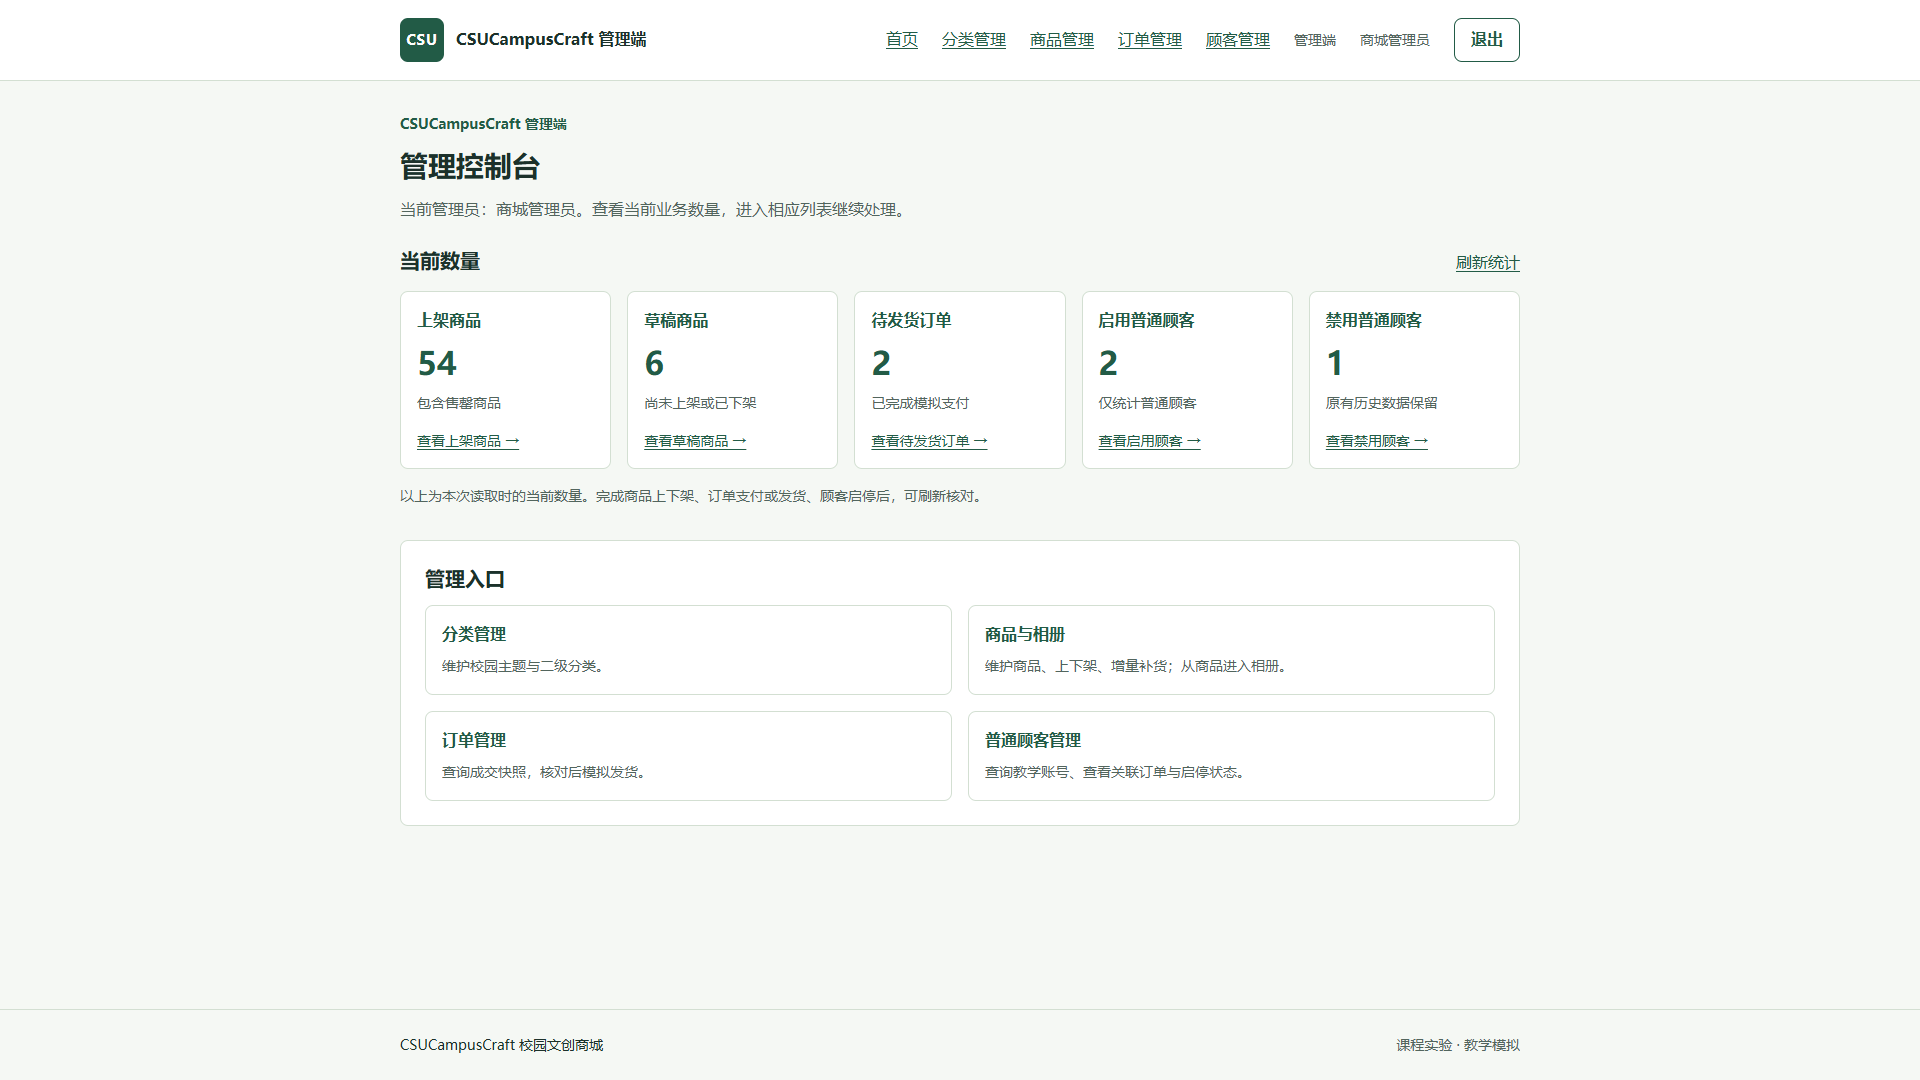 CSU CSUCampusCraft 管理端 首页 分类管理 商品管理 订单管理 顾客管理 管理端 商城管理员 退出
CSUCampusCraft 管理端
管理控制台
当前管理员：商城管理员。查看当前业务数量，进入相应列表继续处理。
当前数量 刷新统计
上架商品
54
包含售罄商品
查看上架商品 →
草稿商品
6
尚未上架或已下架
查看草稿商品 →
待发货订单
2
已完成模拟支付
查看待发货订单 →
启用普通顾客
2
仅统计普通顾客
查看启用顾客 →
禁用普通顾客
1
原有历史数据保留
查看禁用顾客 →
以上为本次读取时的当前数量。完成商品上下架、订单支付或发货、顾客启停后，可刷新核对。
管理入口
分类管理
维护校园主题与二级分类。
商品与相册
维护商品、上下架、增量补货；从商品进入相册。
订单管理
查询成交快照，核对后模拟发货。
普通顾客管理
查询教学账号、查看关联订单与启停状态。
CSUCampusCraft 校园文创商城 课程实验 · 教学模拟